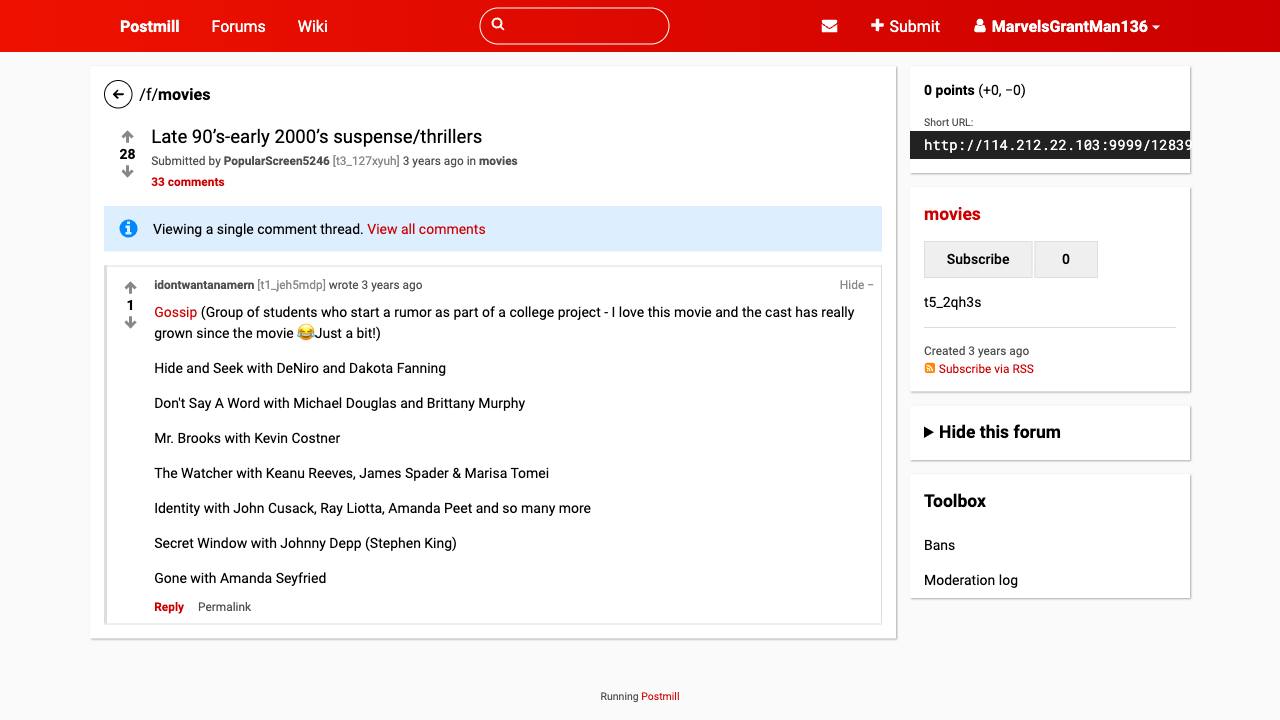 Postmill Forums Wiki Submit MarvelsGrantMan136
/f/movies
Late 90’s-early 2000’s suspense/thrillers
28
Submitted by PopularScreen5246 [t3_127xyuh] 3 years ago in movies
33 comments
Viewing a single comment thread. View all comments
idontwantanamern [t1_jeh5mdp] wrote 3 years ago Hide −
1
Gossip (Group of students who start a rumor as part of a college project - I love this movie and the cast has really
grown since the movie 😂Just a bit!)
Hide and Seek with DeNiro and Dakota Fanning
Don't Say A Word with Michael Douglas and Brittany Murphy
Mr. Brooks with Kevin Costner
The Watcher with Keanu Reeves, James Spader & Marisa Tomei
Identity with John Cusack, Ray Liotta, Amanda Peet and so many more
Secret Window with Johnny Depp (Stephen King)
Gone with Amanda Seyfried
Reply Permalink
0 points (+0, −0)
Short URL:
http://114.212.22.103:9999/12839
movies
Subscribe 0
t5_2qh3s
Created 3 years ago
Subscribe via RSS
Hide this forum
Toolbox
Bans
Moderation log
Running Postmill